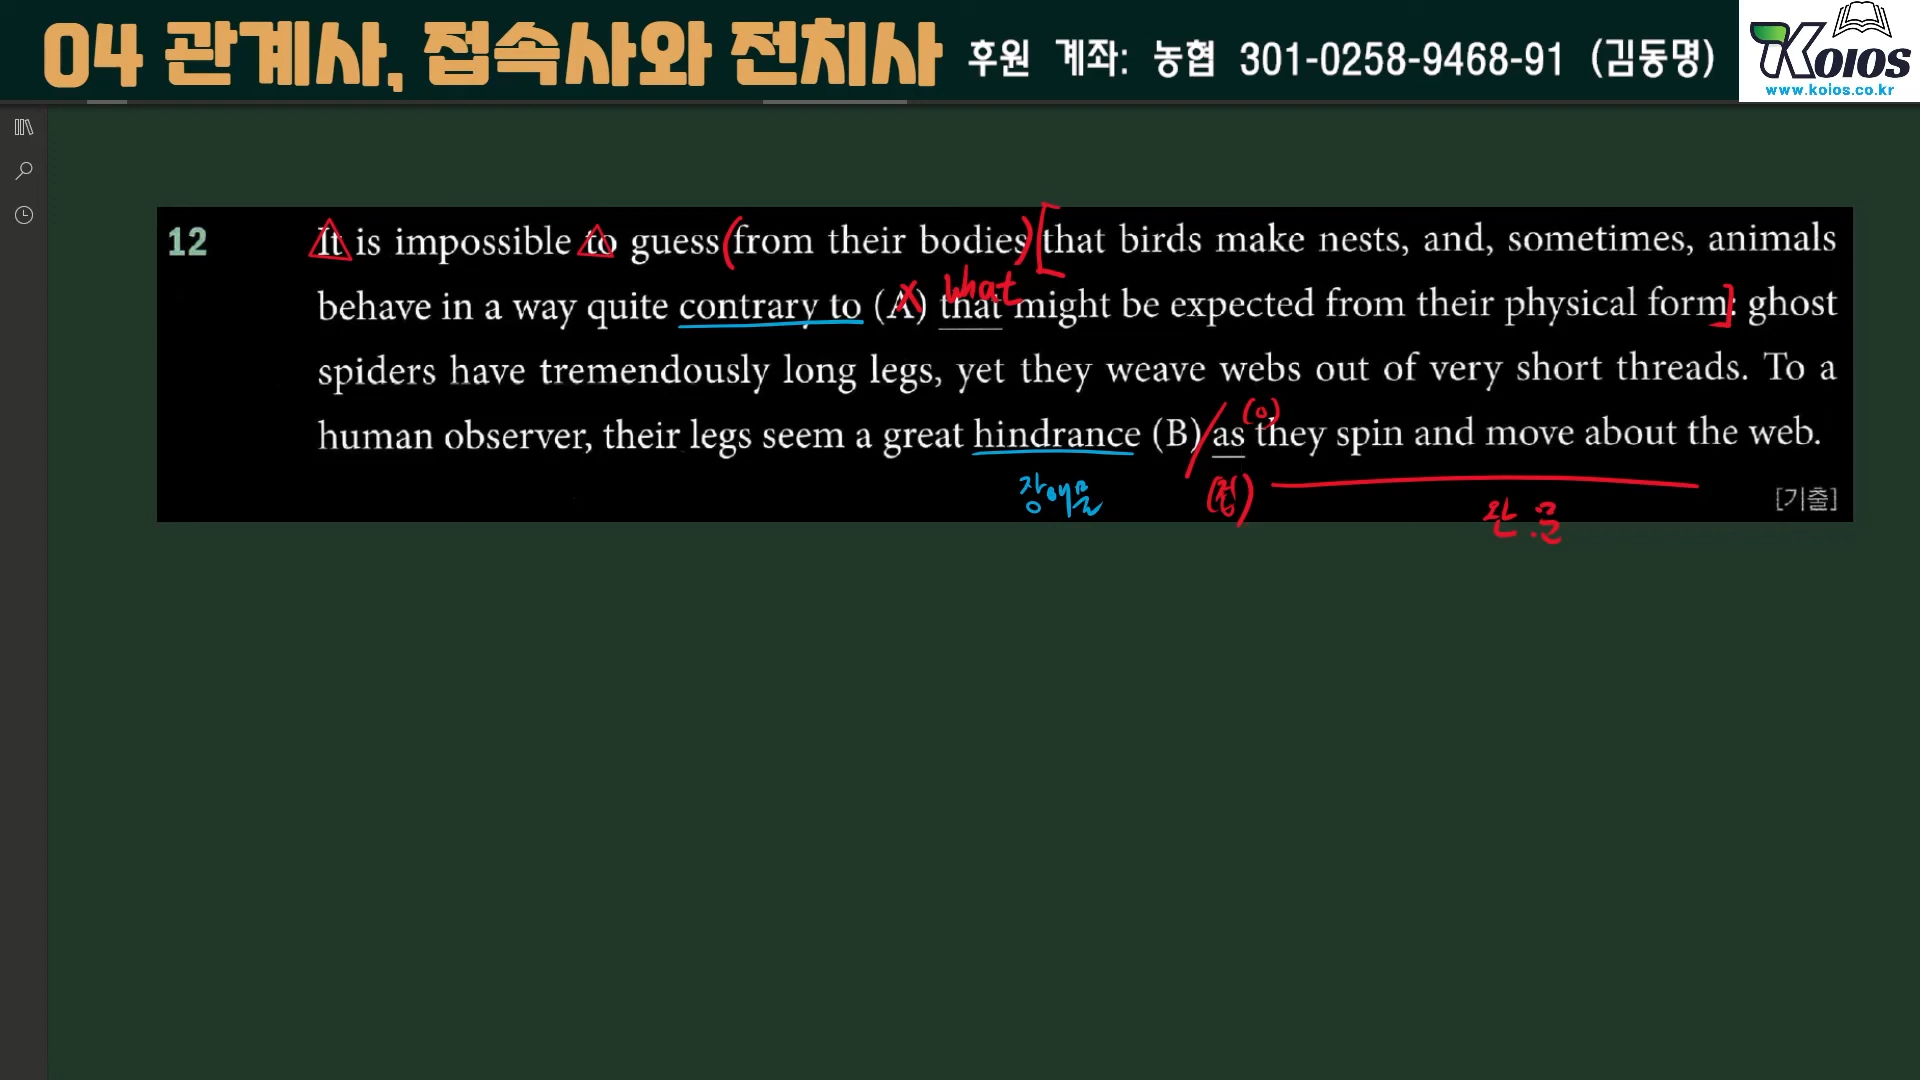 04 관계사, 접속사와 전치사 후원 계좌: 농협 301-0258-9468-91 (김동명)
KOIOS
www.koios.co.kr
12 It is impossible to guess (from their bodies) [that birds make nests, and, sometimes, animals
what
behave in a way quite contrary to (A) that might be expected from their physical form]: ghost
spiders have tremendously long legs, yet they weave webs out of very short threads. To a
(o)
human observer, their legs seem a great hindrance (B) / as they spin and move about the web.
장애물 (접) 완.문
[기출]